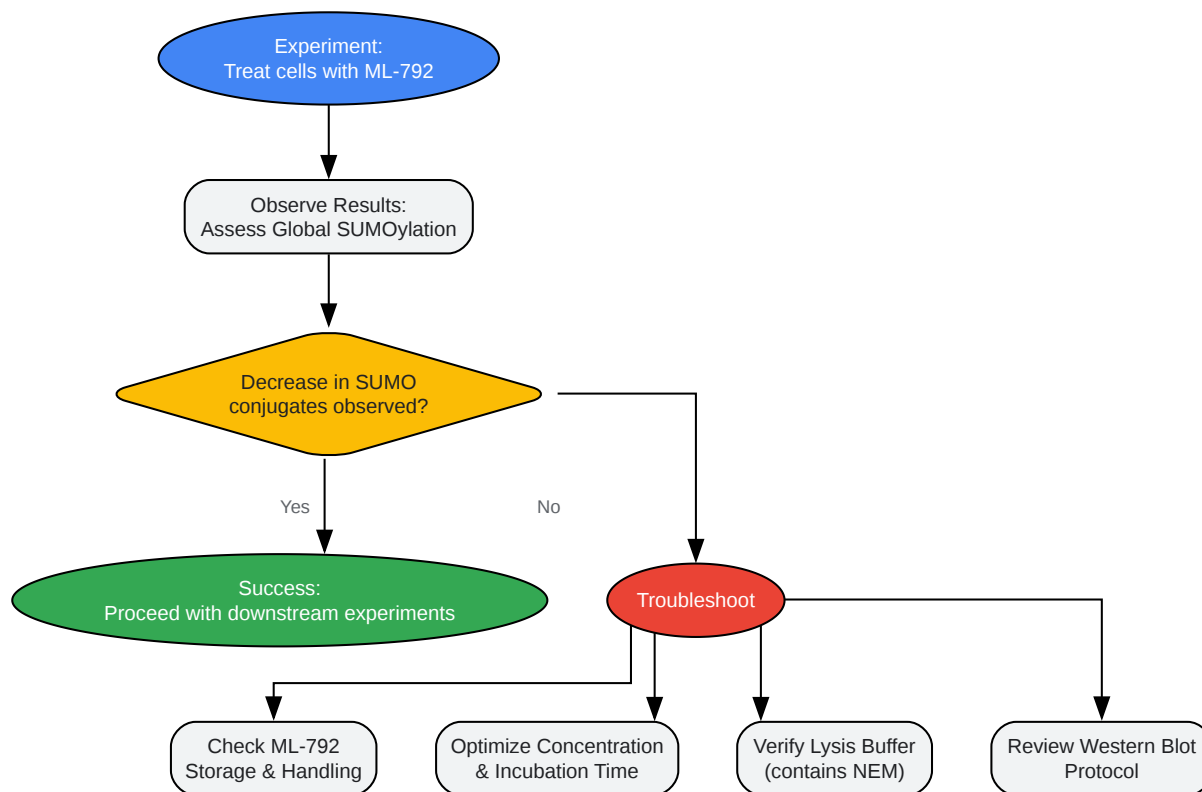 Experiment:
Treat cells with ML-792
Observe Results:
Assess Global SUMOylation
Decrease in SUMO
conjugates observed?
Yes
No
Success:
Proceed with downstream experiments
Troubleshoot
Check ML-792
Storage & Handling
Optimize Concentration
& Incubation Time
Verify Lysis Buffer
(contains NEM)
Review Western Blot
Protocol